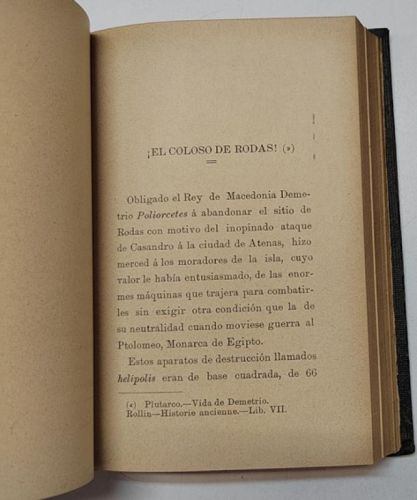 ¡EL COLOSO DE RODAS! (*)
Obligado el Rey de Macedonia Deme-
trio Poliorcetes á abandonar el sitio de
Rodas con motivo del inopinado ataque
de Casandro á la ciudad de Atenas, hizo
merced á los moradores de la isla, cuyo
valor le había entusiasmado, de las enor-
mes máquinas que trajera para combatir-
les sin exigir otra condición que la de
su neutralidad cuando moviese guerra al
Ptolomeo, Monarca de Egipto.
Estos aparatos de destrucción llamados
helipolis eran de base cuadrada, de 66
(*) Plutarco.—Vida de Demetrio.
Rollin—Historie ancienne.—Lib. VII.